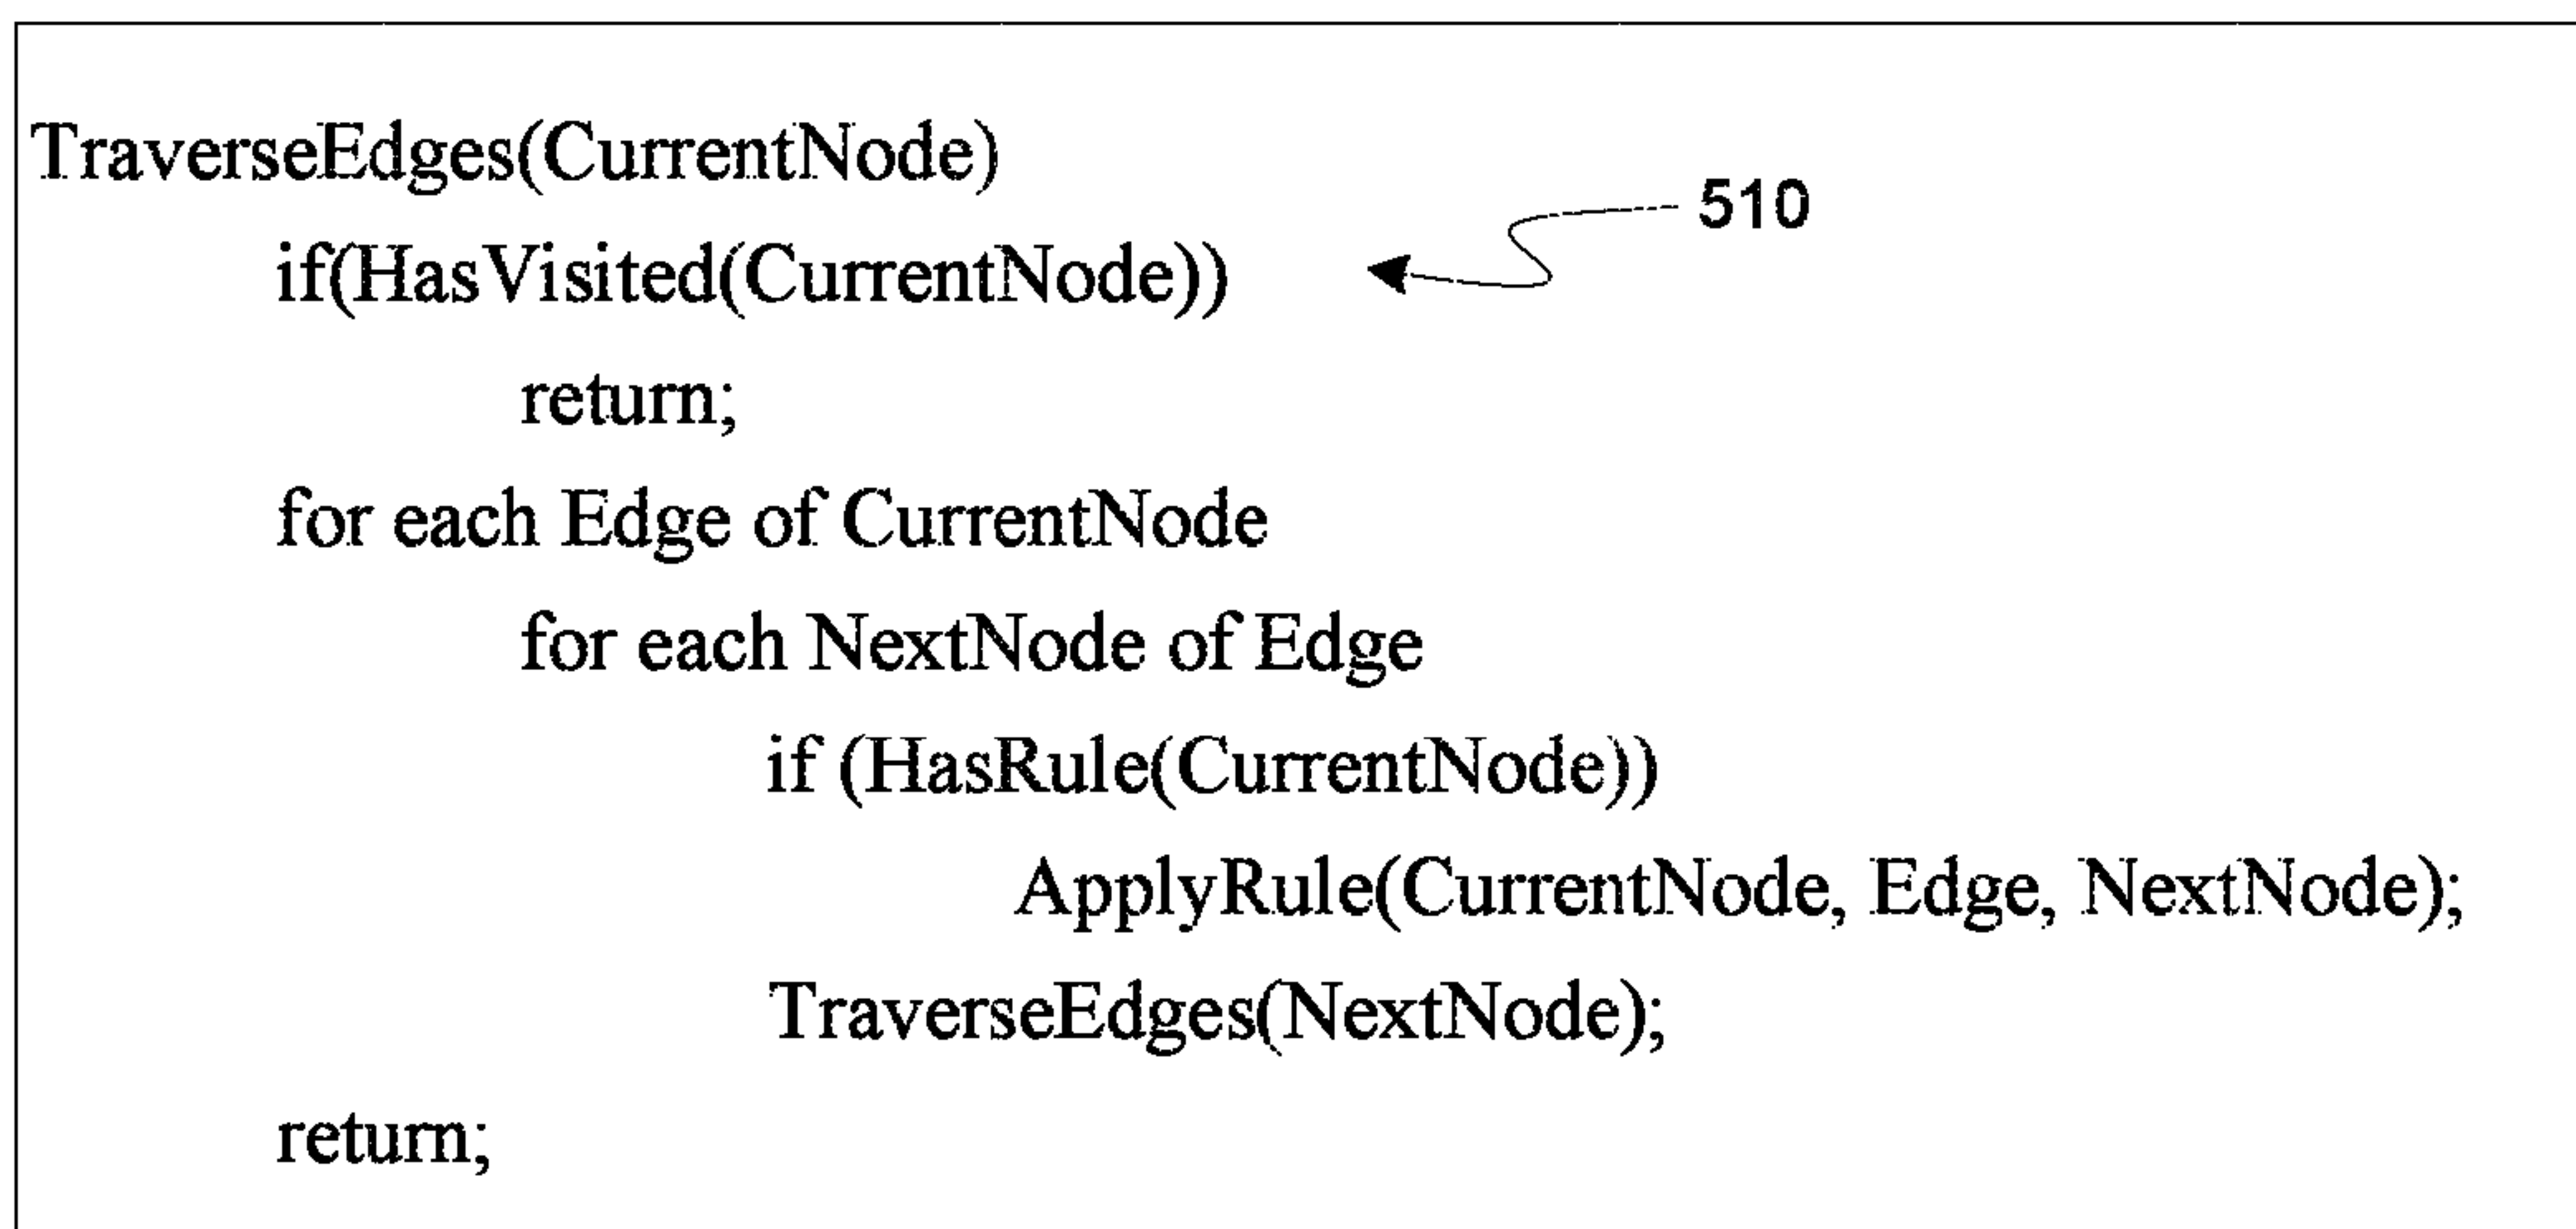 TraverseEdges(CurrentNode)
510
if(HasVisited(CurrentNode))
return;
for each Edge of CurrentNode
for each NextNode of Edge
if (HasRule(CurrentNode))
ApplyRule(CurrentNode, Edge, NextNode);
TraverseEdges(NextNode);
return;